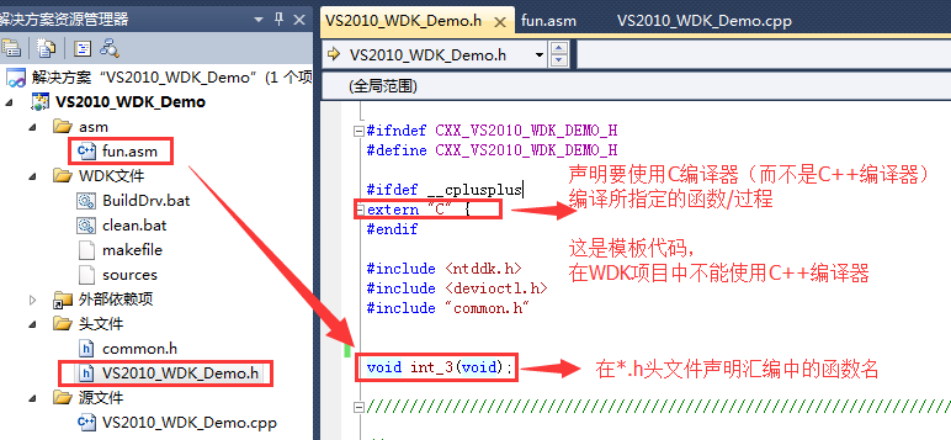 解决方案资源管理器
解决方案 “VS2010_WDK_Demo” (1 个项
VS2010_WDK_Demo
asm
fun.asm
WDK文件
BuildDrv.bat
clean.bat
makefile
sources
外部依赖项
头文件
common.h
VS2010_WDK_Demo.h
源文件
VS2010_WDK_Demo.cpp
VS2010_WDK_Demo.h fun.asm VS2010_WDK_Demo.cpp
VS2010_WDK_Demo.h
(全局范围)
#ifndef CXX_VS2010_WDK_DEMO_H
#define CXX_VS2010_WDK_DEMO_H
#ifdef __cplusplus
extern "C" {
#endif
声明要使用C编译器（而不是C++编译器）
编译所指定的函数/过程
这是模板代码，
在WDK项目中不能使用C++编译器
#include <ntddk.h>
#include <devioctl.h>
#include "common.h"
void int_3(void);
在*.h头文件声明汇编中的函数名